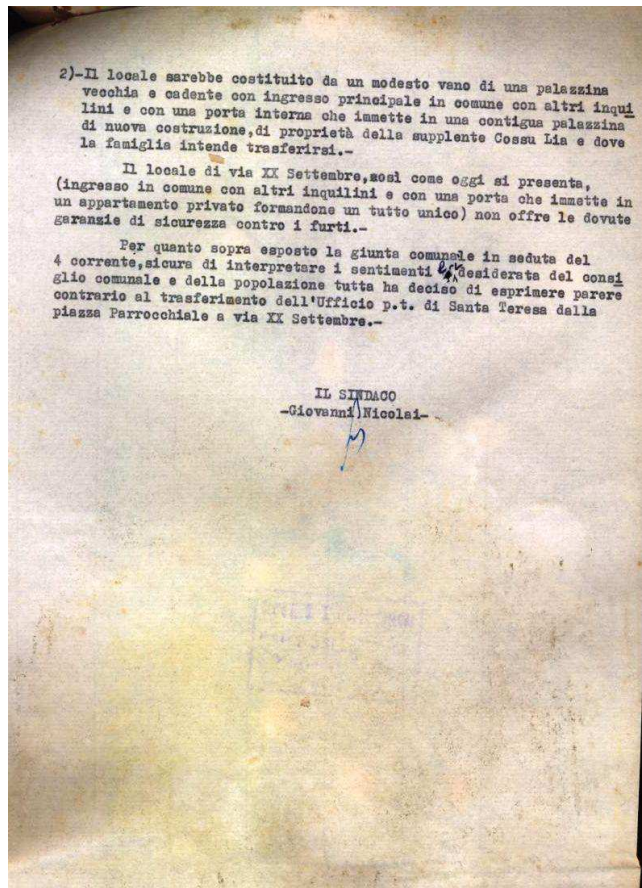 2)-Il locale sarebbe costituito da un modesto vano di una palazzina
vecchia e cadente con ingresso principale in comune con altri inqui
lini e con una porta interna che immette in una contigua palazzina
di nuova costruzione,di proprietà della supplente Cossu Lia e dove
la famiglia intende trasferirsi.-
Il locale di via XX Settembre,sosì come oggi si presenta,
(ingresso in comune con altri inquilini e con una porta che immette in
un appartamento privato formandone un tutto unico) non offre le dovute
garanzie di sicurezza contro i furti.-
Per quanto sopra esposto la giunta comunale in seduta del
4 corrente,sicura di interpretare i sentimenti desiderata del consi
glio comunale e della popolazione tutta ha deciso di esprimere parere
contrario al trasferimento dell'Ufficio p.t. di Santa Teresa dalla
piazza Parrocchiale a via XX Settembre.-
IL SINDACO
-Giovanni Nicolai-